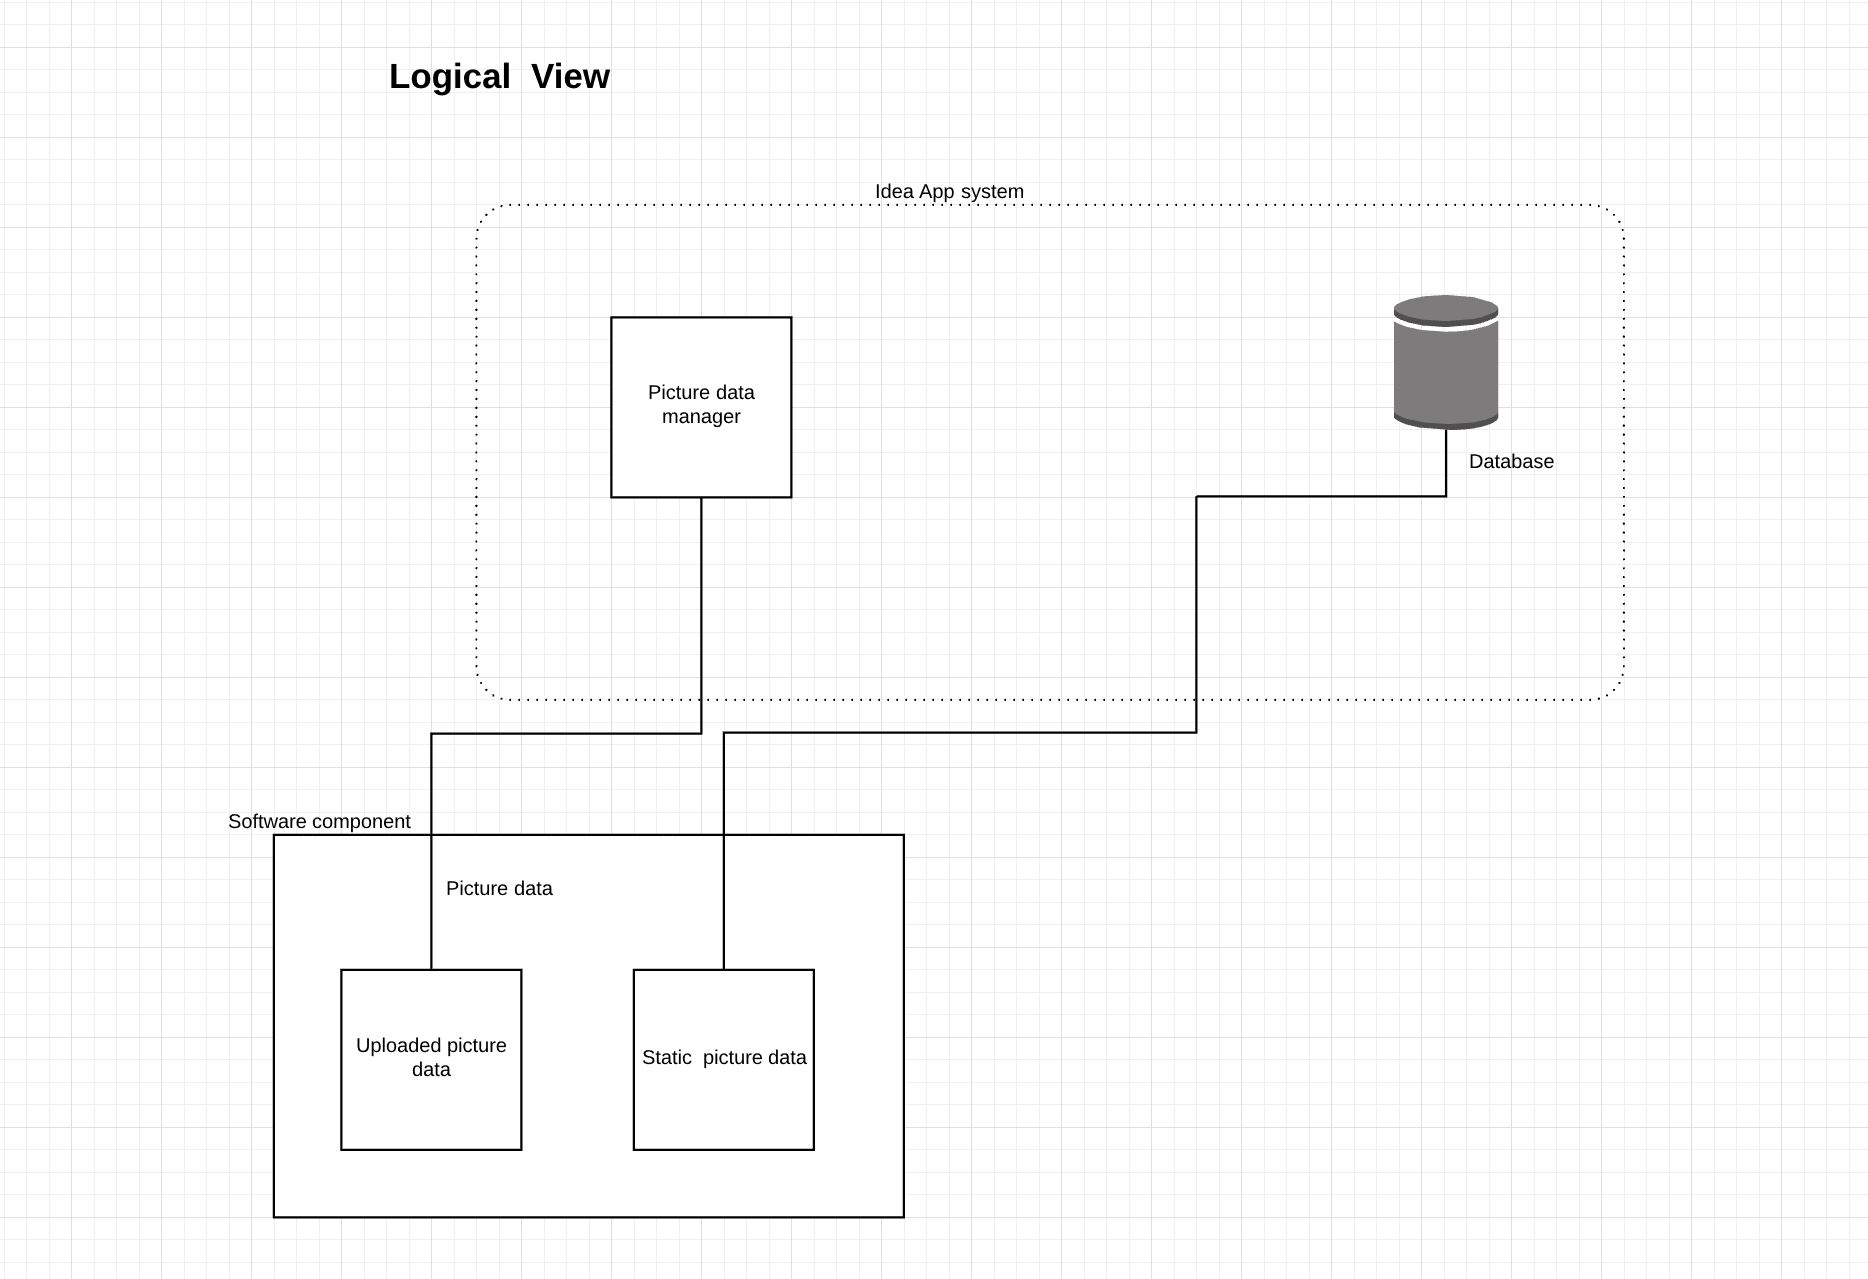 Logical  View
Idea App system
Picture data
manager
Database
Software component
Picture data
Uploaded picture
data
Static  picture data